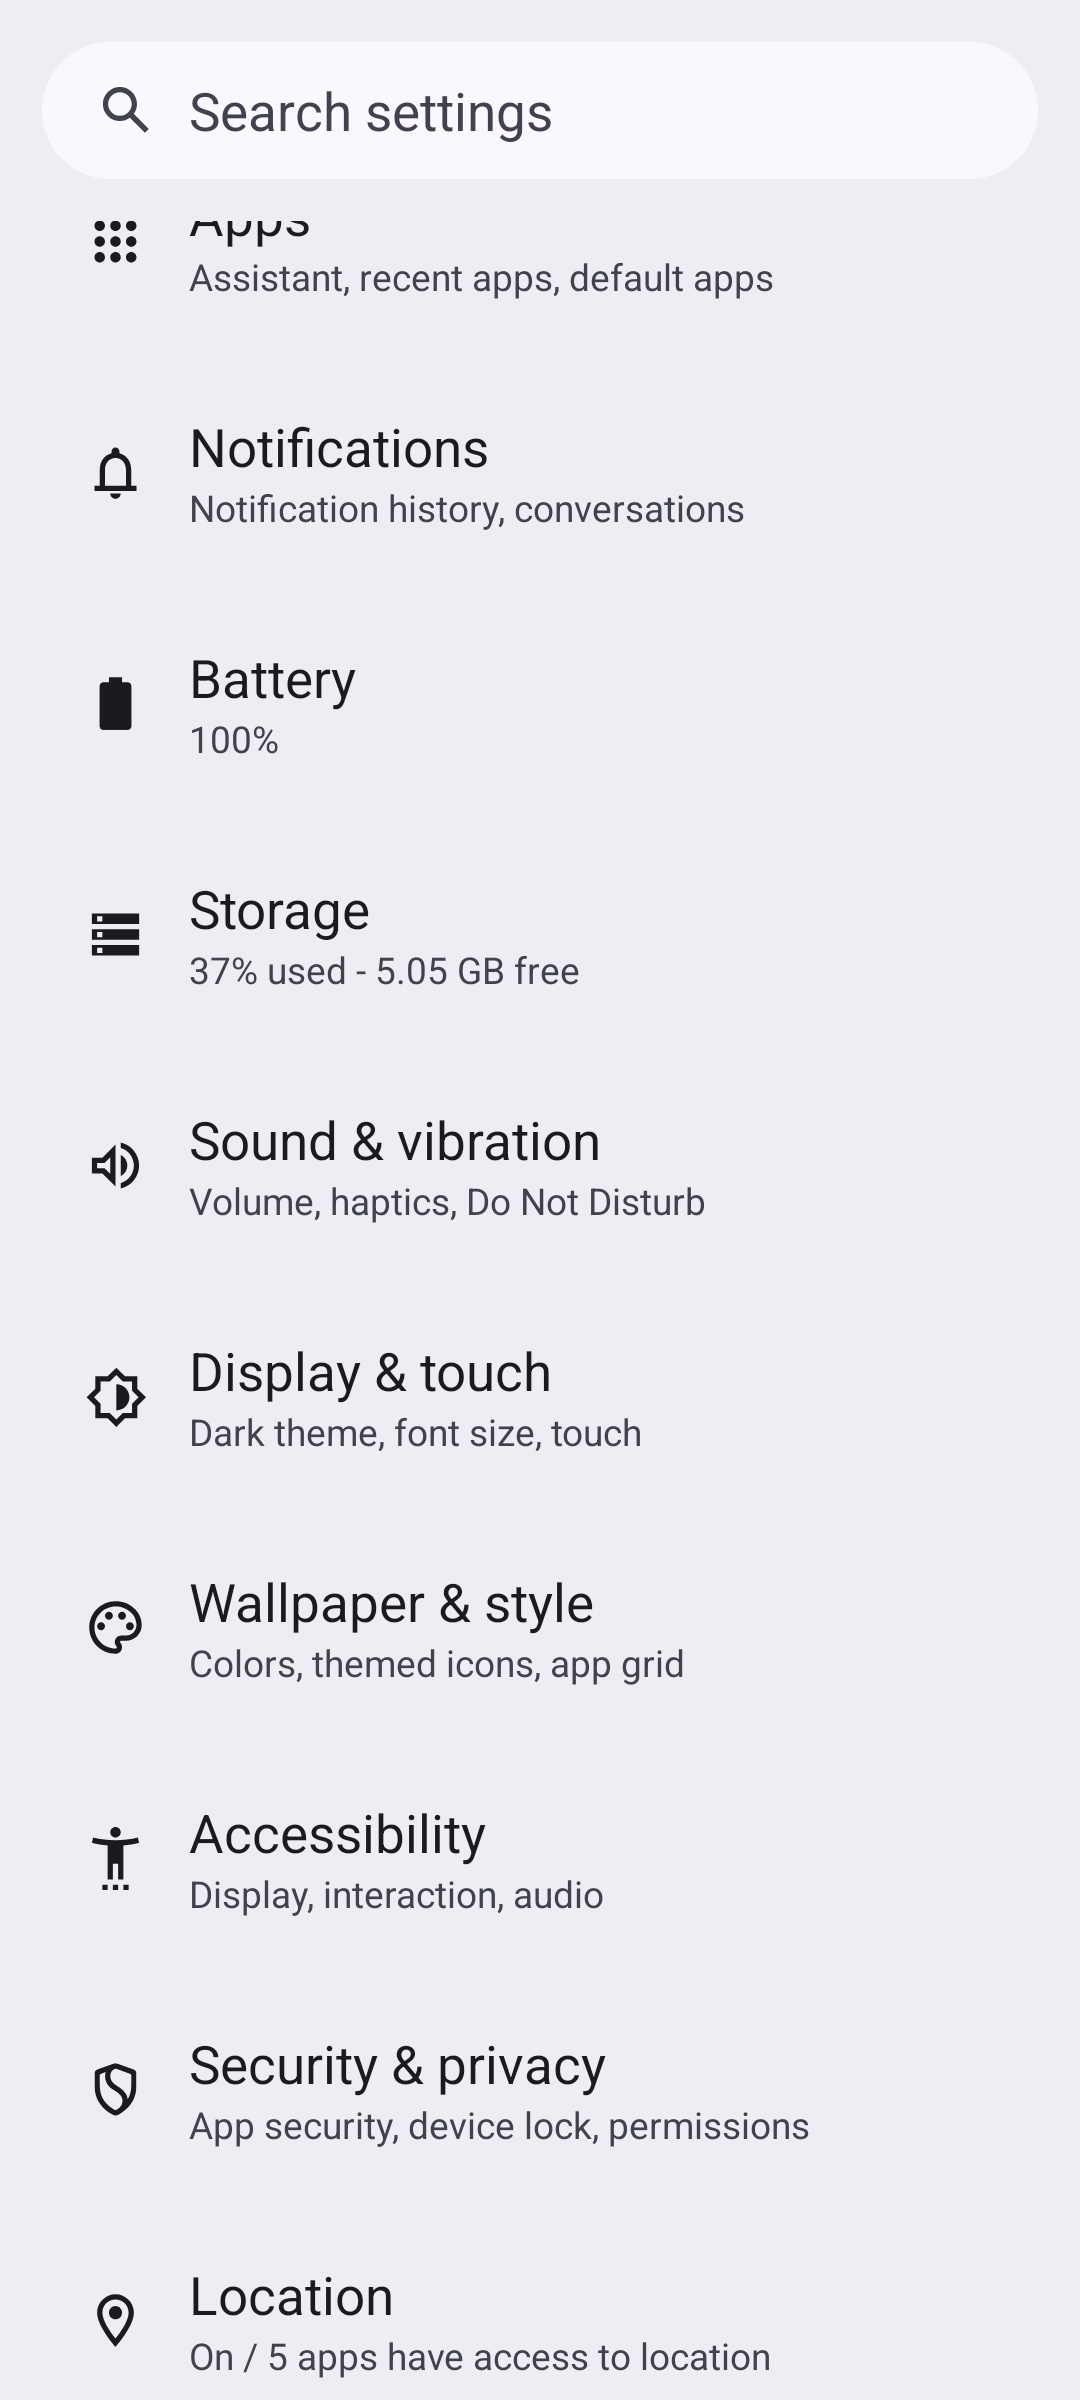 Search settings
Apps
Assistant, recent apps, default apps
Notifications
Notification history, conversations
Battery
100%
Storage
37% used - 5.05 GB free
Sound & vibration
Volume, haptics, Do Not Disturb
Display & touch
Dark theme, font size, touch
Wallpaper & style
Colors, themed icons, app grid
Accessibility
Display, interaction, audio
Security & privacy
App security, device lock, permissions
Location
On / 5 apps have access to location